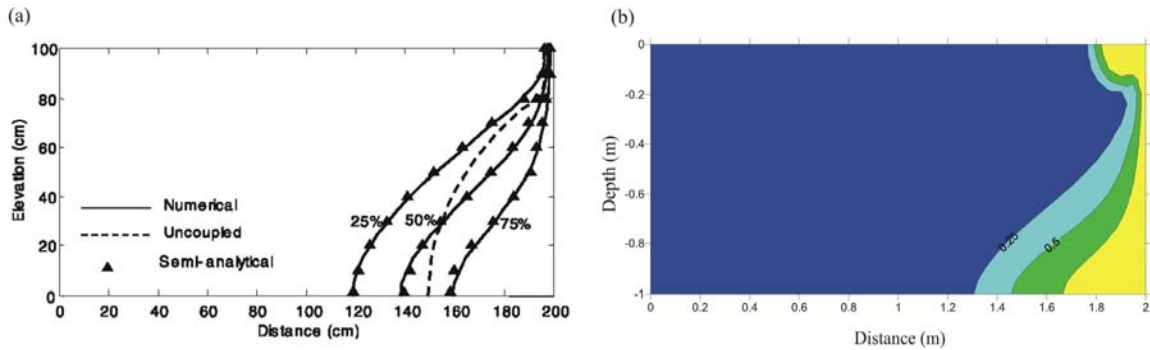 (a)
100
80
60
40
20
0
Elevation (cm)
Numerical
Uncoupled
Semi-analytical
25%
50%
75%
0 20 40 60 80 100 120 140 160 180 200
Distance (cm)
(b)
0
-0.2
-0.4
-0.6
-0.8
-1
Depth (m)
0.25
0.5
0 0.2 0.4 0.6 0.8 1 1.2 1.4 1.6 1.8 2
Distance (m)